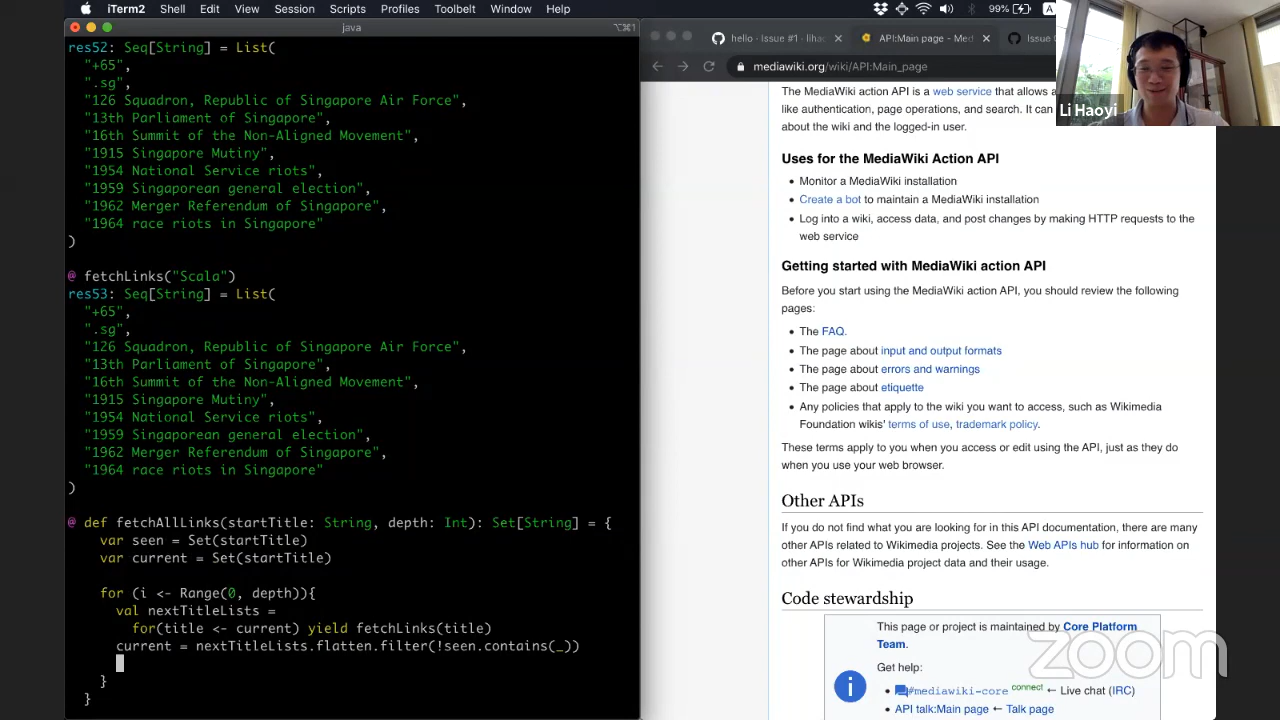 iTerm2 Shell Edit View Session Scripts Profiles Toolbelt Window Help 99%
java ⌥⌘1
res52: Seq[String] = List(
"+65",
".sg",
"126 Squadron, Republic of Singapore Air Force",
"13th Parliament of Singapore",
"16th Summit of the Non-Aligned Movement",
"1915 Singapore Mutiny",
"1954 National Service riots",
"1959 Singaporean general election",
"1962 Merger Referendum of Singapore",
"1964 race riots in Singapore"
)
@ fetchLinks("Scala")
res53: Seq[String] = List(
"+65",
".sg",
"126 Squadron, Republic of Singapore Air Force",
"13th Parliament of Singapore",
"16th Summit of the Non-Aligned Movement",
"1915 Singapore Mutiny",
"1954 National Service riots",
"1959 Singaporean general election",
"1962 Merger Referendum of Singapore",
"1964 race riots in Singapore"
)
@ def fetchAllLinks(startTitle: String, depth: Int): Set[String] = {
var seen = Set(startTitle)
var current = Set(startTitle)
for (i <- Range(0, depth)){
val nextTitleLists =
for(title <- current) yield fetchLinks(title)
current = nextTitleLists.flatten.filter(!seen.contains(_))
}
}
hello · Issue #1 · lihao API:Main page - Med Issue
mediawiki.org/wiki/API:Main_page
The MediaWiki action API is a web service that allows a
like authentication, page operations, and search. It can
about the wiki and the logged-in user.
Uses for the MediaWiki Action API
Monitor a MediaWiki installation
Create a bot to maintain a MediaWiki installation
Log into a wiki, access data, and post changes by making HTTP requests to the
web service
Getting started with MediaWiki action API
Before you start using the MediaWiki action API, you should review the following
pages:
The FAQ.
The page about input and output formats
The page about errors and warnings
The page about etiquette
Any policies that apply to the wiki you want to access, such as Wikimedia
Foundation wikis' terms of use, trademark policy.
These terms apply to you when you access or edit using the API, just as they do
when you use your web browser.
Other APIs
If you do not find what you are looking for in this API documentation, there are many
other APIs related to Wikimedia projects. See the Web APIs hub for information on
other APIs for Wikimedia project data and their usage.
Code stewardship
This page or project is maintained by Core Platform
Team.
Get help:
#mediawiki-core connect ← Live chat (IRC)
API talk:Main page ← Talk page
Li Haoyi
zoom